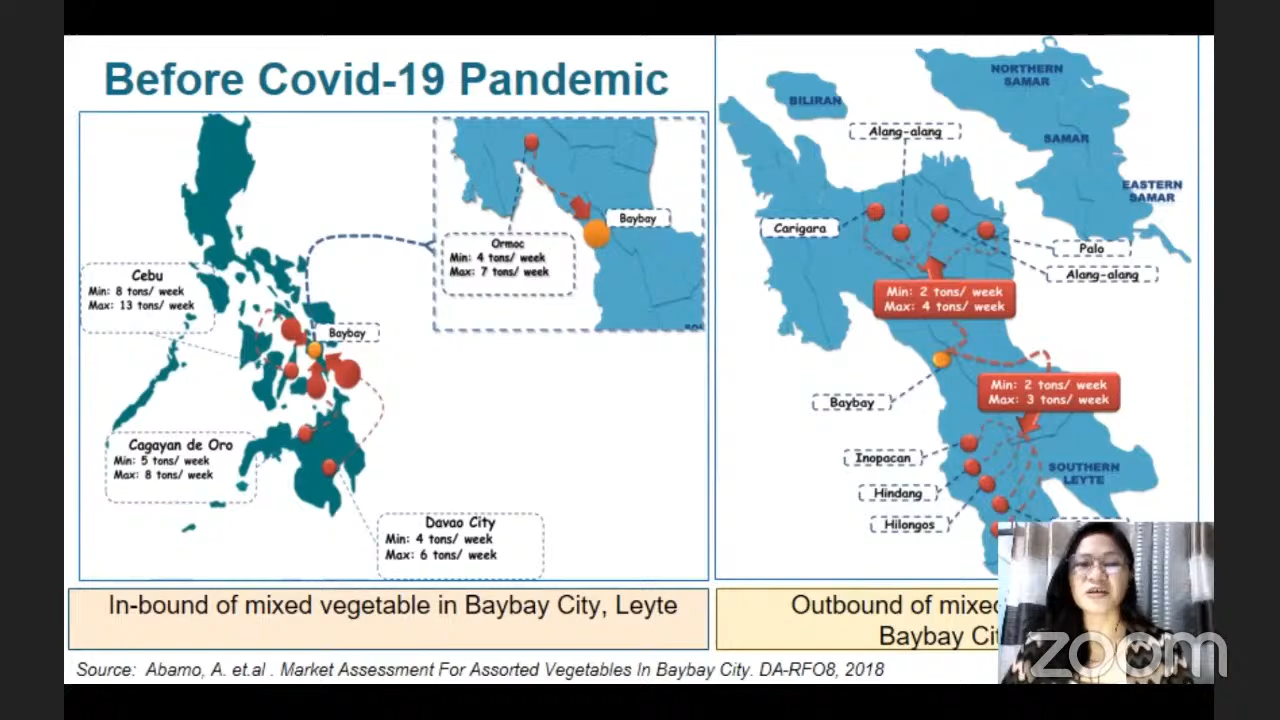 Before Covid-19 Pandemic
Cebu
Min: 8 tons/ week
Max: 13 tons/ week
Baybay
Cagayan de Oro
Min: 5 tons/ week
Max: 8 tons/ week
Davao City
Min: 4 tons/ week
Max: 6 tons/ week
Ormoc
Min: 4 tons/ week
Max: 7 tons/ week
Baybay
In-bound of mixed vegetable in Baybay City, Leyte
NORTHERN
SAMAR
BILIRAN
Alang-alang
SAMAR
EASTERN
SAMAR
Carigara
Palo
Alang-alang
Min: 2 tons/ week
Max: 4 tons/ week
Min: 2 tons/ week
Max: 3 tons/ week
Baybay
Inopacan
SOUTHERN
LEYTE
Hindang
Hilongos
Outbound of mixe
Baybay Ci
Source: Abamo, A. et.al . Market Assessment For Assorted Vegetables In Baybay City. DA-RFO8, 2018
zoom